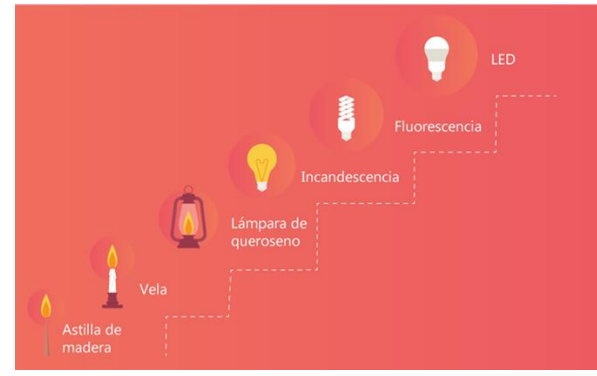 LED
Fluorescencia
Incandescencia
Lámpara de
queroseno
Vela
Astilla de
madera